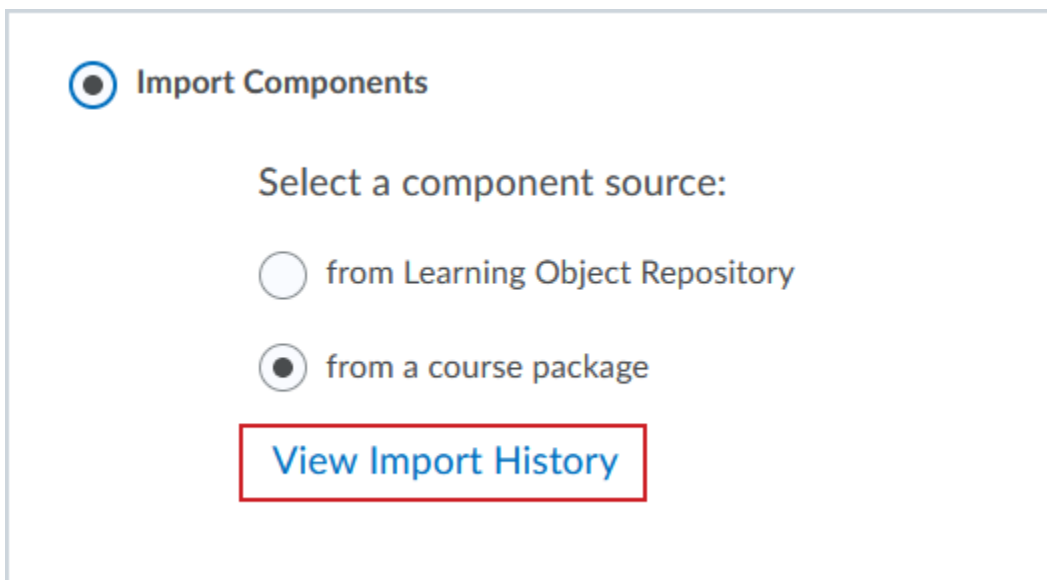 Import Components
Select a component source:
from Learning Object Repository
from a course package
View Import History